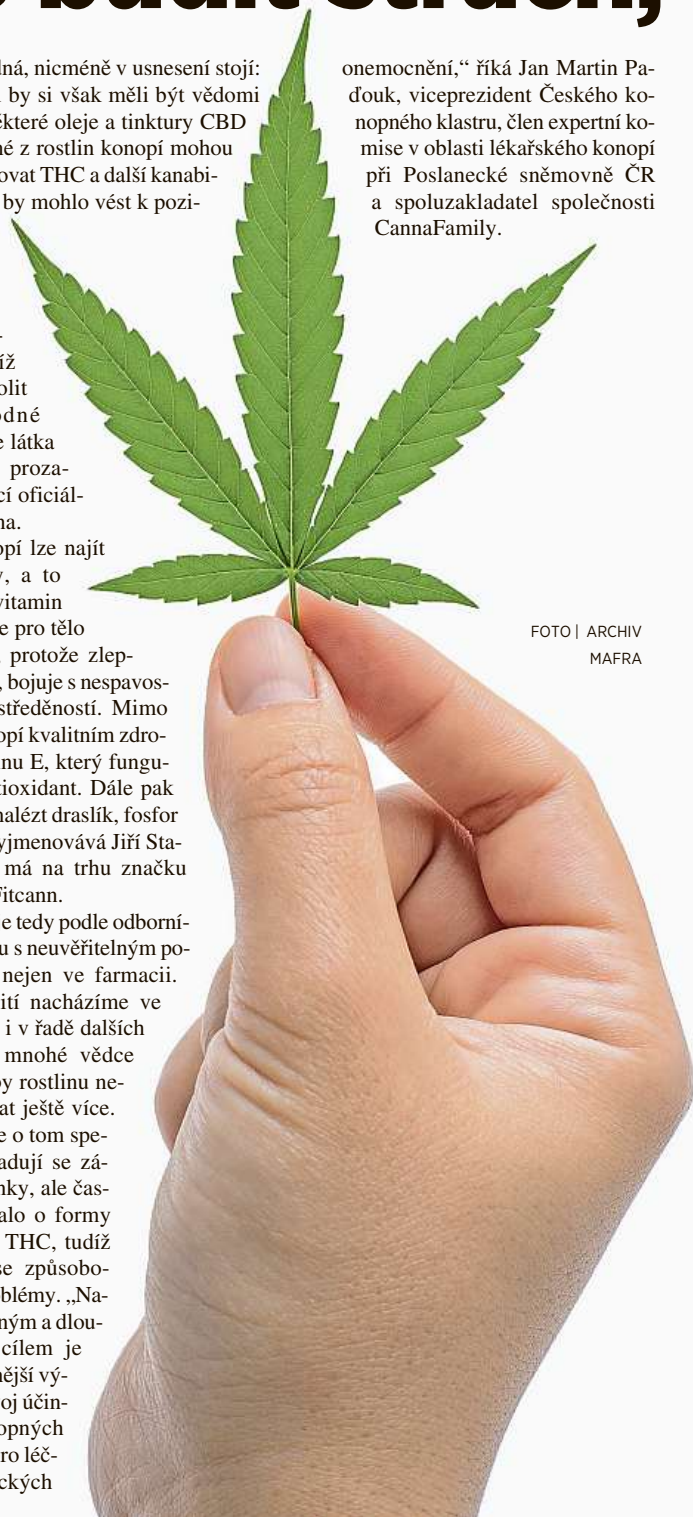 dná, nicméně v usnesení stojí:
by si však měli být vědomi
ěkteré oleje a tinktury CBD
né z rostlin konopí mohou
ovat THC a další kanabi-
by mohlo vést k pozi-
-
íž
olit
odné
e látka
proza-
cí oficiál-
na.
opí lze najít
y, a to
vitamin
e pro tělo
protože zlep-
, bojuje s nespavos-
středěností. Mimo
opí kvalitním zdro-
nu E, který fungu-
tioxidant. Dále pak
nalézt draslík, fosfor
yjmenovává Jiří Sta-
má na trhu značku
Fitcann.
e tedy podle odborní-
u s neuvěřitelným po-
nejen ve farmacii.
ití nacházíme ve
i v řadě dalších
mnohé vědce
by rostlinu ne-
at ještě více.
e o tom spe-
adují se zá-
nky, ale čas-
alo o formy
THC, tudíž
se způsobo-
oblémy. „Na-
ným a dlou-
cílem je
nější vý-
oj účin-
opných
ro léč-
ckých
onemocnění,“ říká Jan Martin Pa-
ďouk, viceprezident Českého ko-
nopného klastru, člen expertní ko-
mise v oblasti lékařského konopí
při Poslanecké sněmovně ČR
a spoluzakladatel společnosti
CannaFamily.
FOTO | ARCHIV
MAFRA